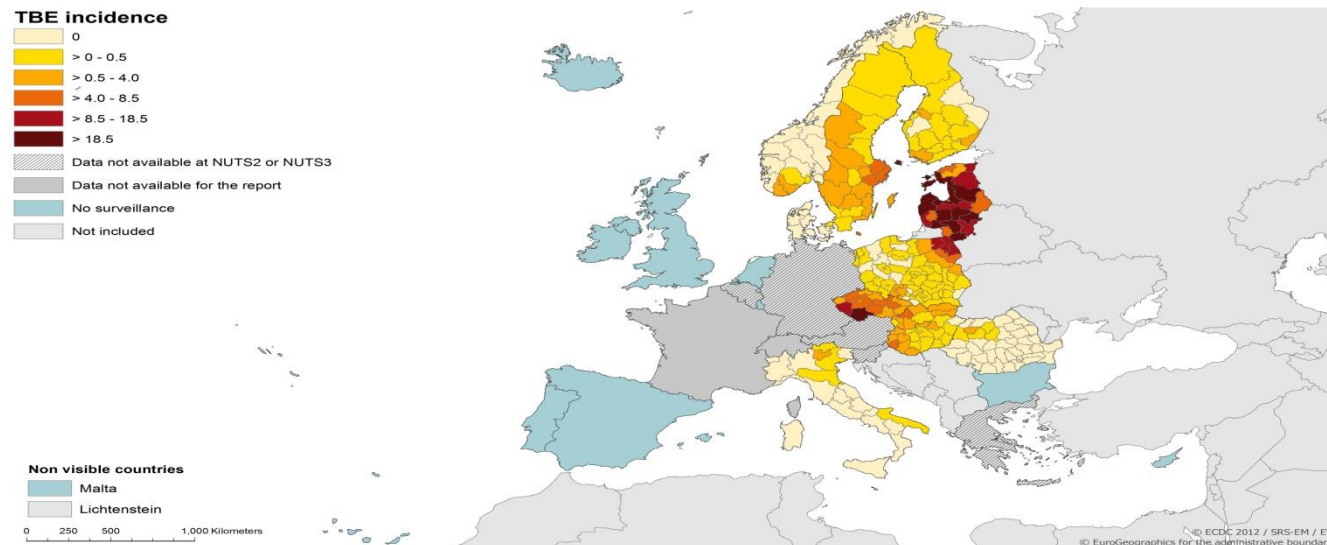 TBE incidence
0
> 0 - 0.5
> 0.5 - 4.0
> 4.0 - 8.5
> 8.5 - 18.5
> 18.5
Data not available at NUTS2 or NUTS3
Data not available for the report
No surveillance
Not included
Non visible countries
Malta
Lichtenstein
0 250 500 1,000 Kilometers
© ECDC 2012 / SRS-EM /
© EuroGeographics for the administrative